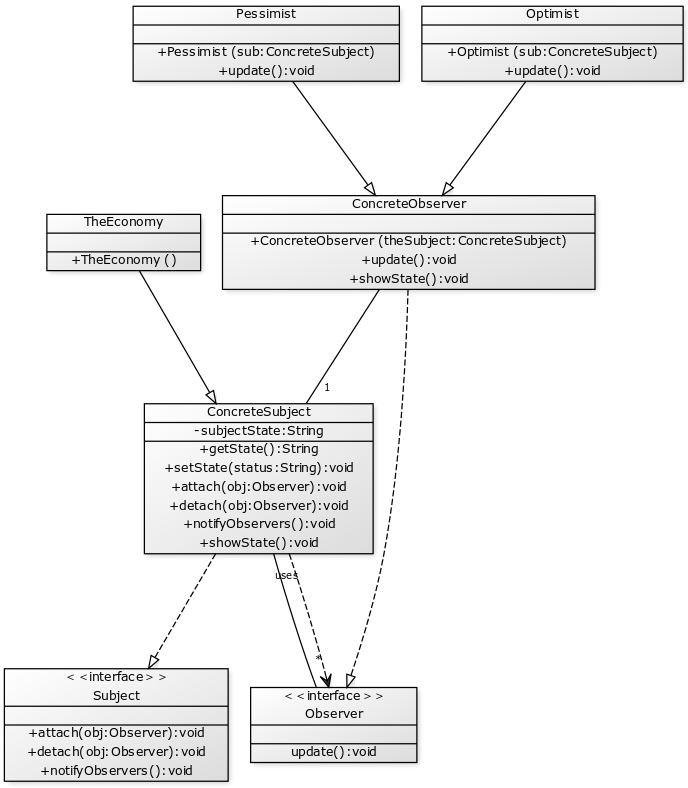 Pessimist
+Pessimist (sub:ConcreteSubject)
+update():void
Optimist
+Optimist (sub:ConcreteSubject)
+update():void
ConcreteObserver
+ConcreteObserver (theSubject:ConcreteSubject)
+update():void
+showState():void
TheEconomy
+TheEconomy ()
1
ConcreteSubject
-subjectState:String
+getState():String
+setState(status:String):void
+attach(obj:Observer):void
+detach(obj:Observer):void
+notifyObservers():void
+showState():void
uses
*
<<interface>>
Subject
+attach(obj:Observer):void
+detach(obj:Observer):void
+notifyObservers():void
<<interface>>
Observer
update():void